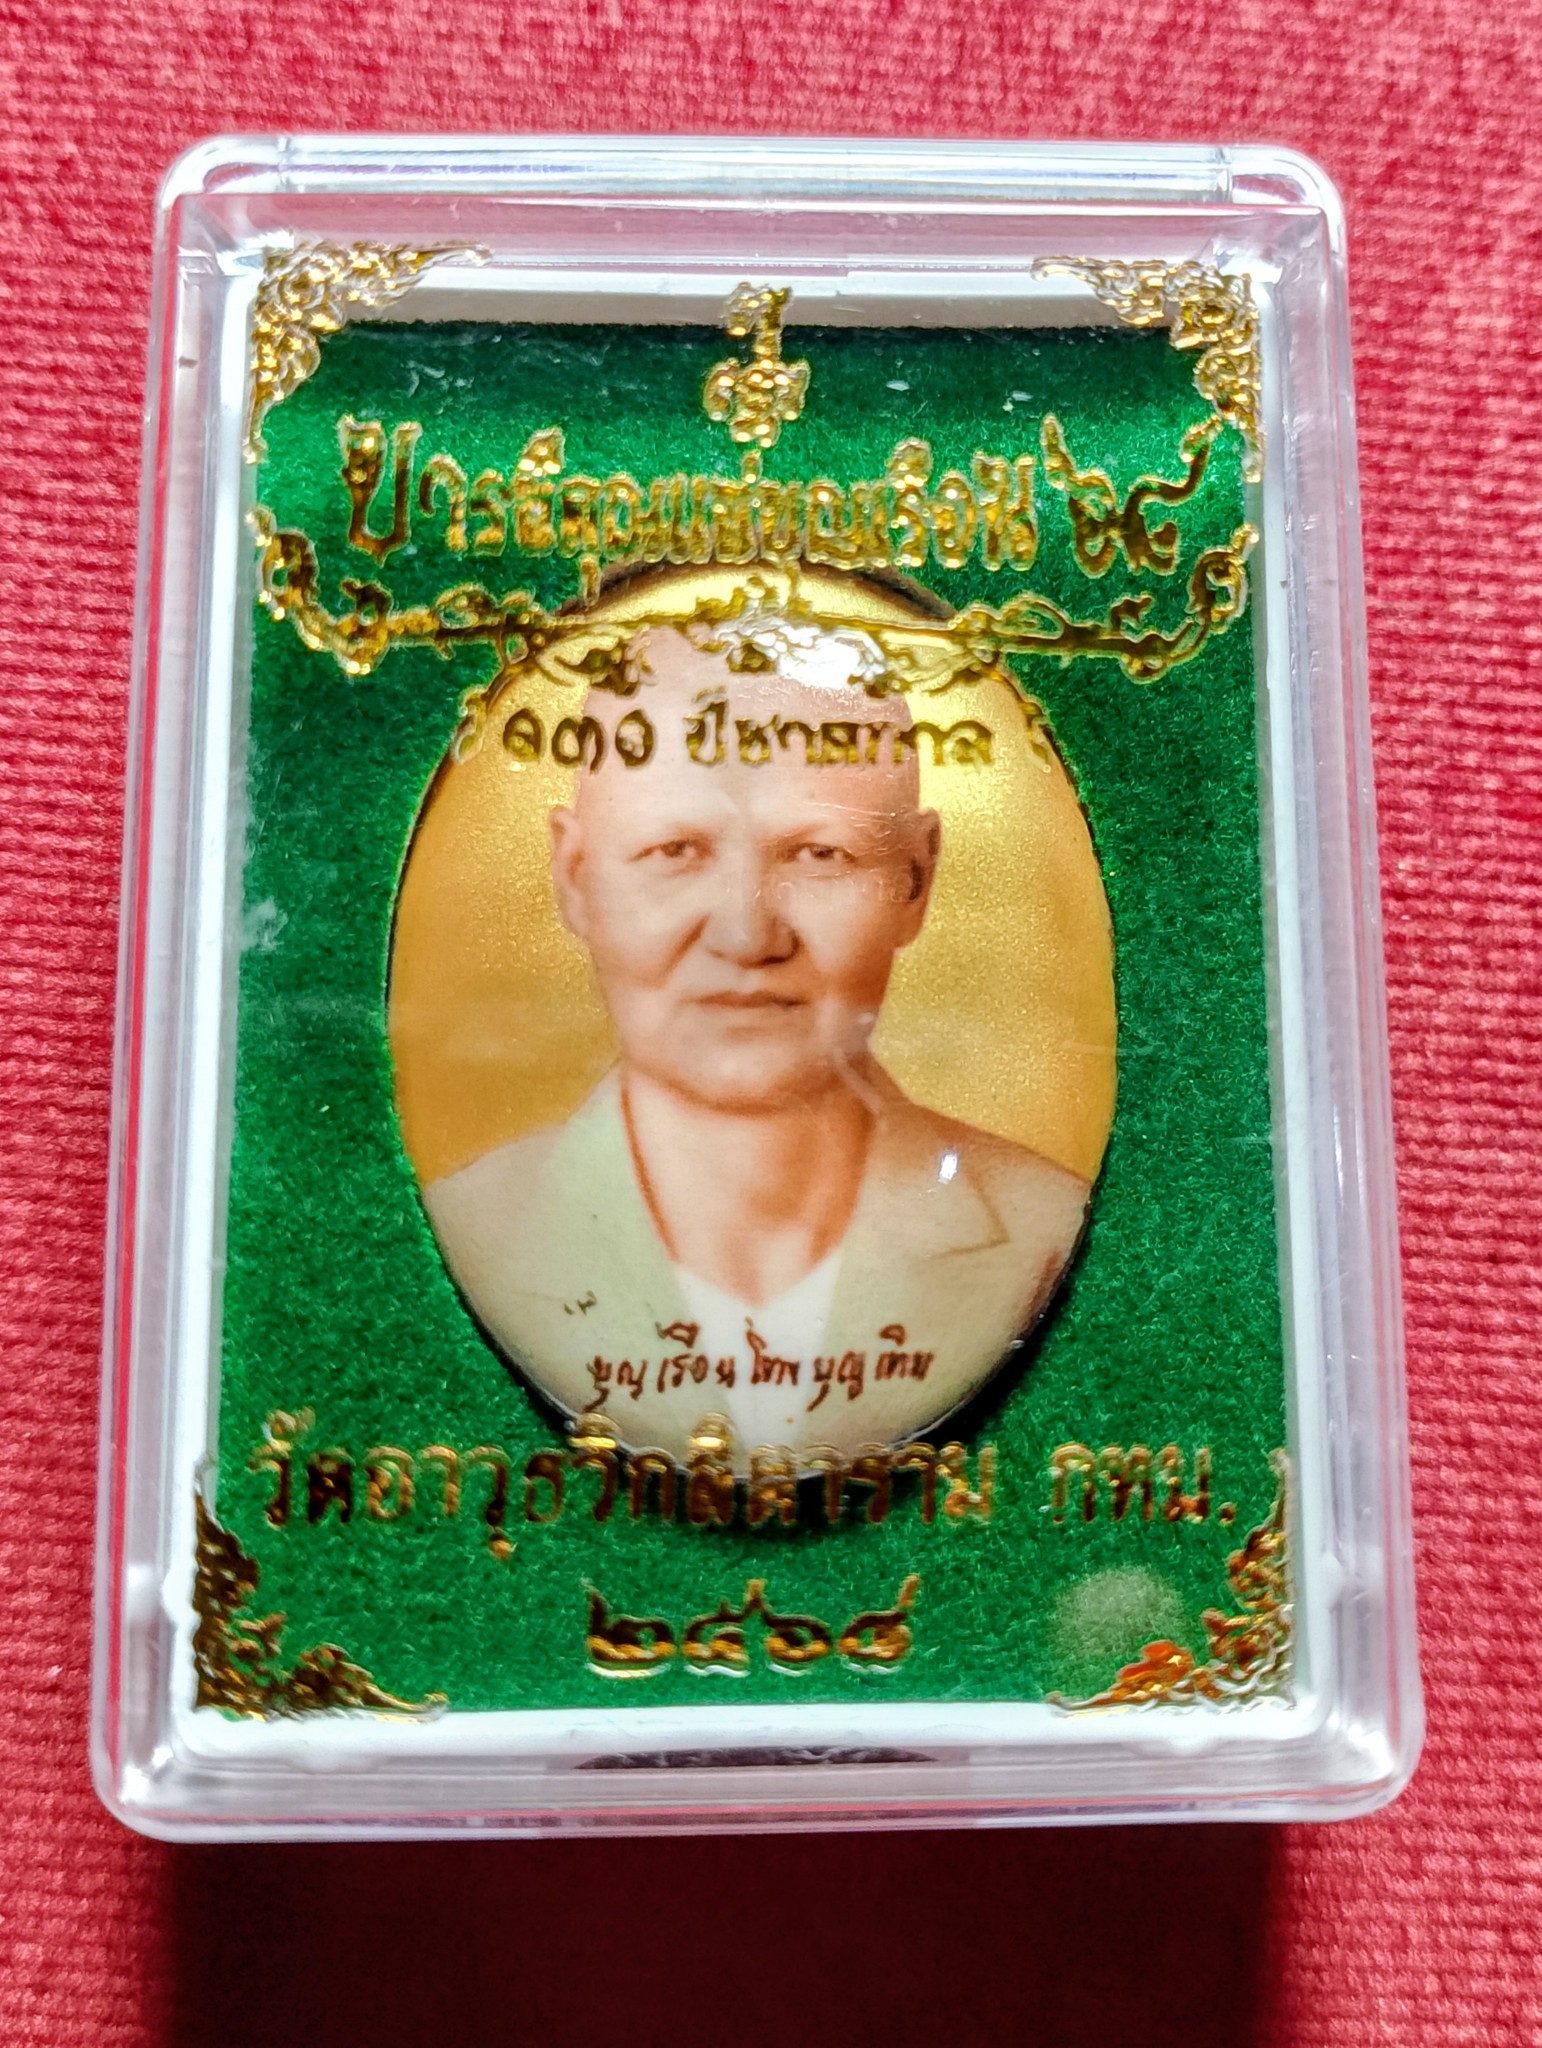 บารมีคุณแม่บุญเรือน ๖๔
๑๓๑ ปีชาตกาล
บุญเรือน โตงบุญเติม
วัดอาวุธวิกสิตาราม กทม.
๒๕๖๔